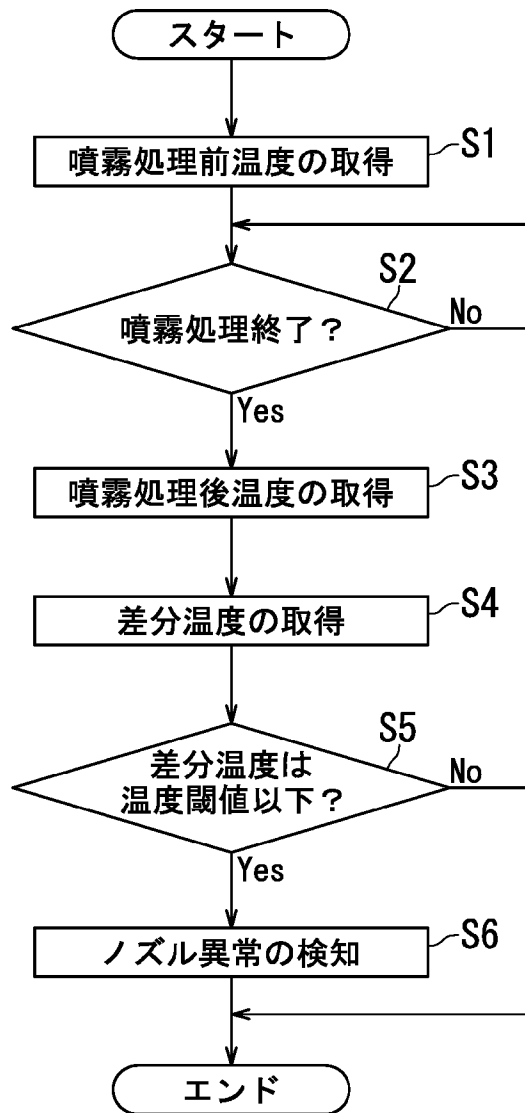 スタート
噴霧処理前温度の取得
S1
S2
噴霧処理終了？
No
Yes
噴霧処理後温度の取得
S3
差分温度の取得
S4
S5
差分温度は
温度閾値以下？
No
Yes
ノズル異常の検知
S6
エンド